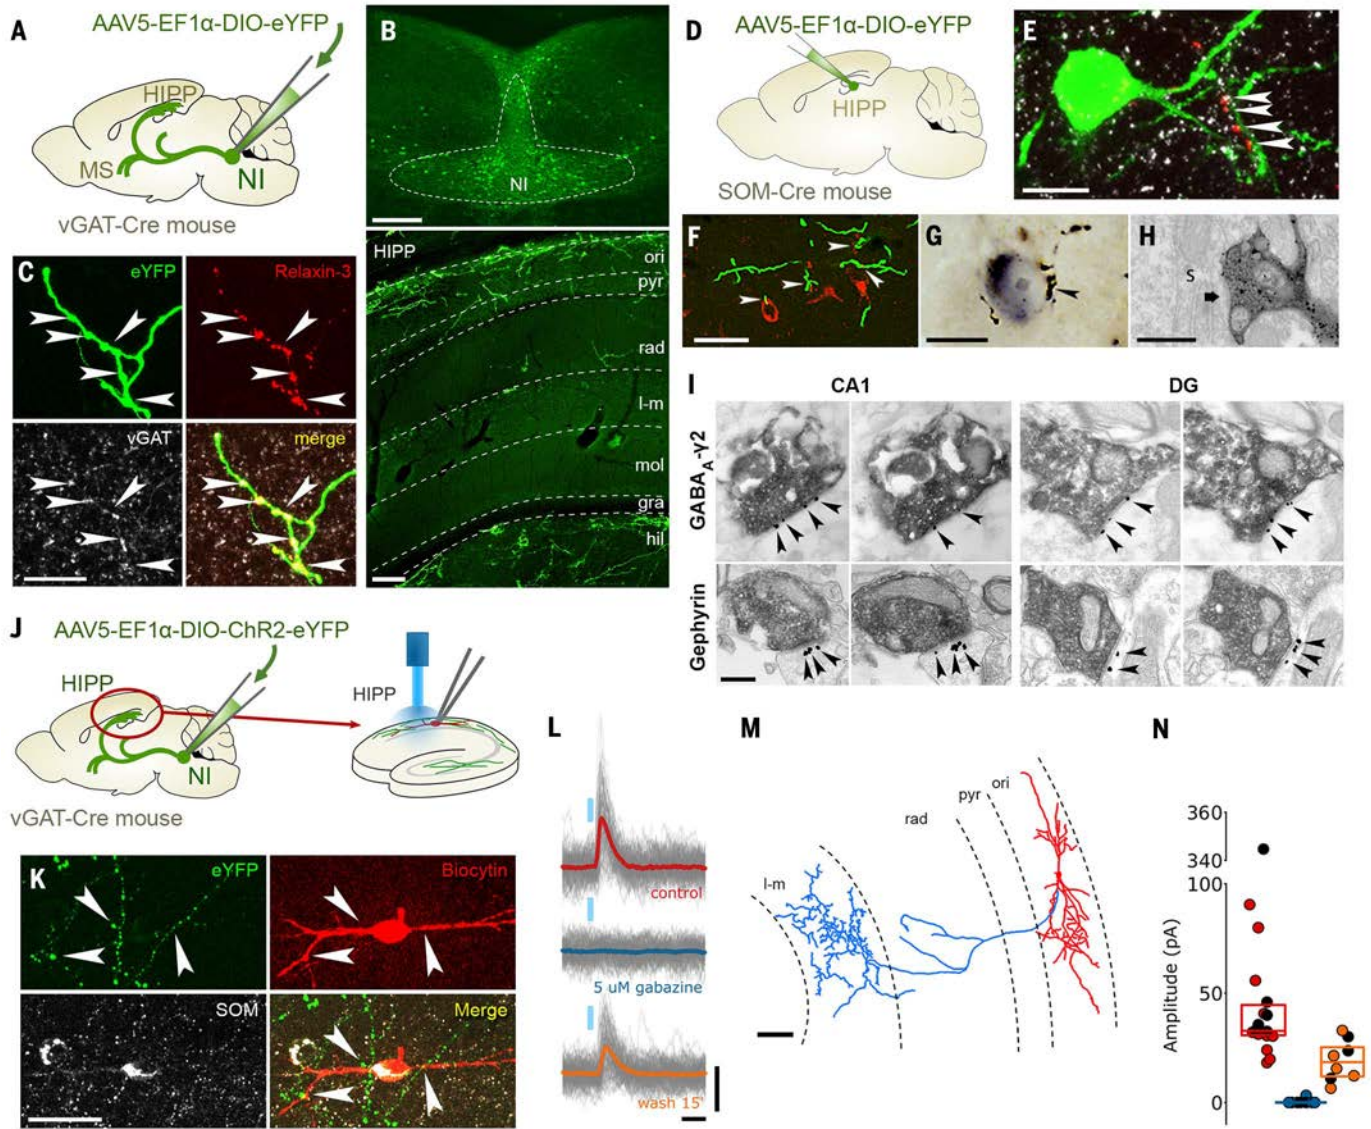 A
AAV5-EF1α-DIO-eYFP
HIPP
MS
NI
vGAT-Cre mouse
B
NI
HIPP
ori
pyr
rad
l-m
mol
gra
hil
C
eYFP
Relaxin-3
vGAT
merge
D
AAV5-EF1α-DIO-eYFP
HIPP
SOM-Cre mouse
E
F
G
H
S
I
CA1
DG
GABAA-γ2
Gephyrin
J
AAV5-EF1α-DIO-ChR2-eYFP
HIPP
NI
vGAT-Cre mouse
HIPP
K
eYFP
Biocytin
SOM
Merge
L
control
5 uM gabazine
wash 15'
M
l-m
rad
pyr
ori
N
Amplitude (pA)
360
340
100
50
0